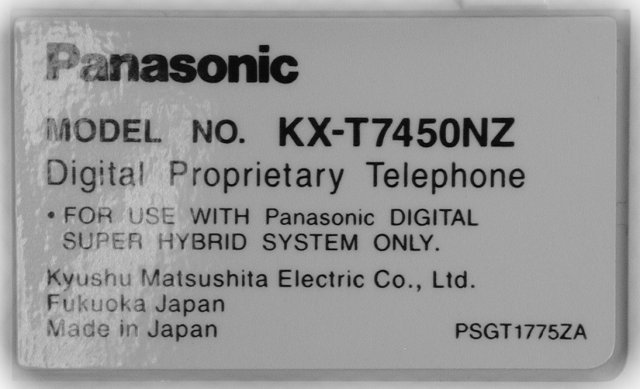 Panasonic
MODEL NO. KX-T7450NZ
Digital Proprietary Telephone
• FOR USE WITH Panasonic DIGITAL
SUPER HYBRID SYSTEM ONLY.
Kyushu Matsushita Electric Co., Ltd.
Fukuoka Japan
Made in Japan PSGT1775ZA